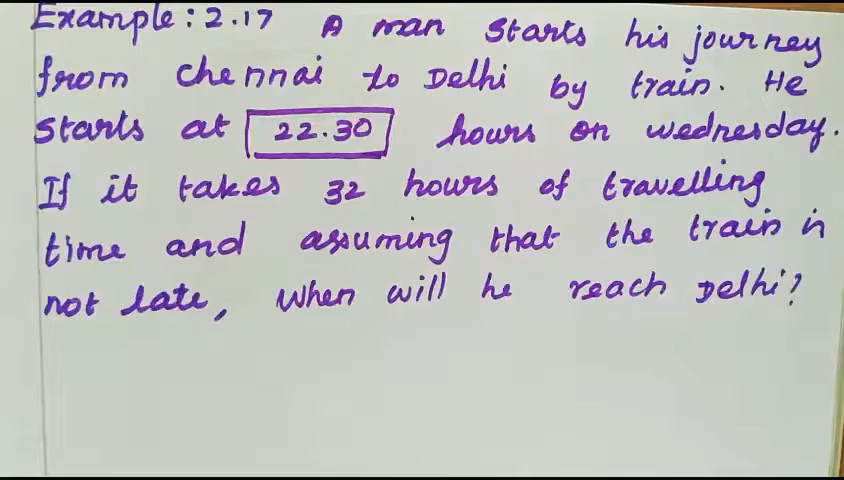 Example: 2.17 A man starts his journey
from Chennai to Delhi by train. He
starts at 22.30 hours on wednesday.
If it takes 32 hours of travelling
time and assuming that the train is
not late, when will he reach Delhi?